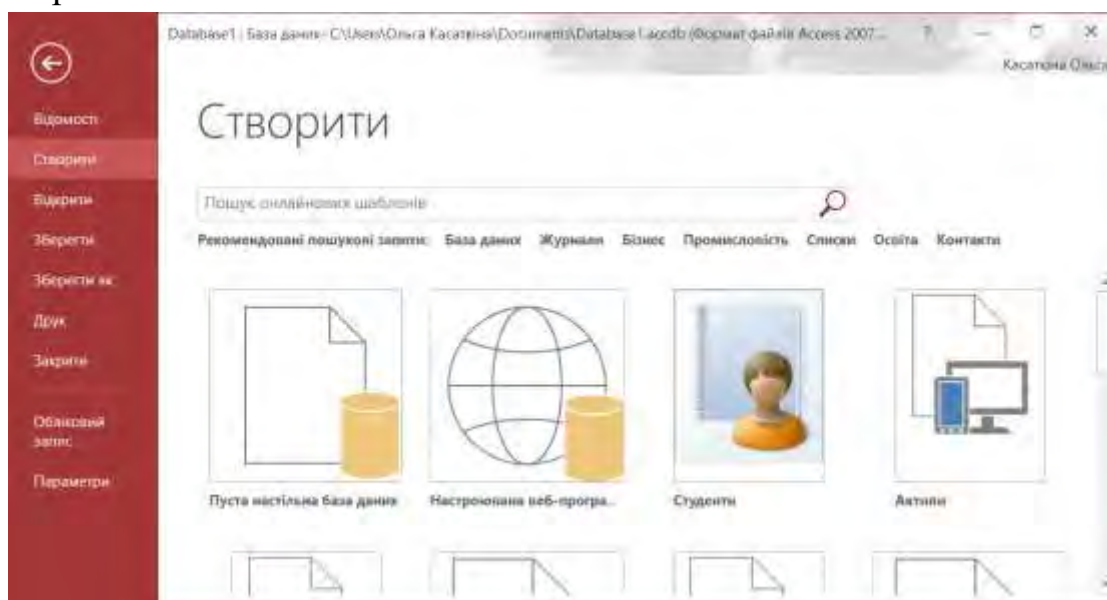 Database1 : База даних- C:\Users\Ольга Касаткіна\Documents\Database1.accdb (Формат файлів Access 2007...
?
Касаткіна Ольга
Відомості
Створити
Відкрити
Зберегти
Зберегти як
Друк
Закрити
Обліковий
запис
Параметри
Створити
Пошук онлайнових шаблонів
Рекомендовані пошукові запити: База даних Журнали Бізнес Промисловість Списки Освіта Контакти
Пуста настільна база даних
Настроювана веб-програ...
Студенти
Активи